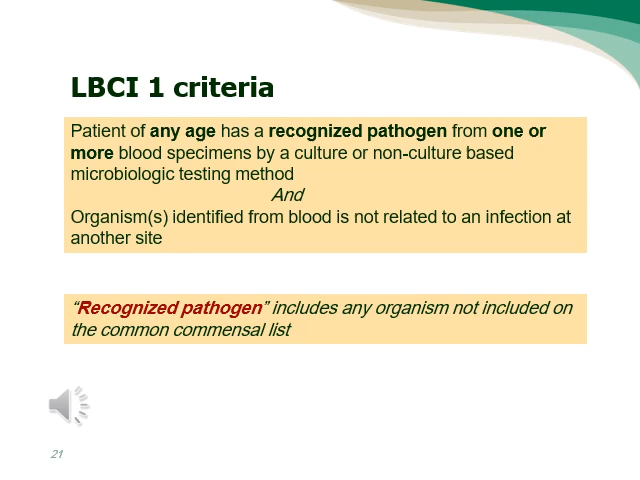 LBCI 1 criteria
Patient of any age has a recognized pathogen from one or
more blood specimens by a culture or non-culture based
microbiologic testing method
And
Organism(s) identified from blood is not related to an infection at
another site
“Recognized pathogen” includes any organism not included on
the common commensal list
21